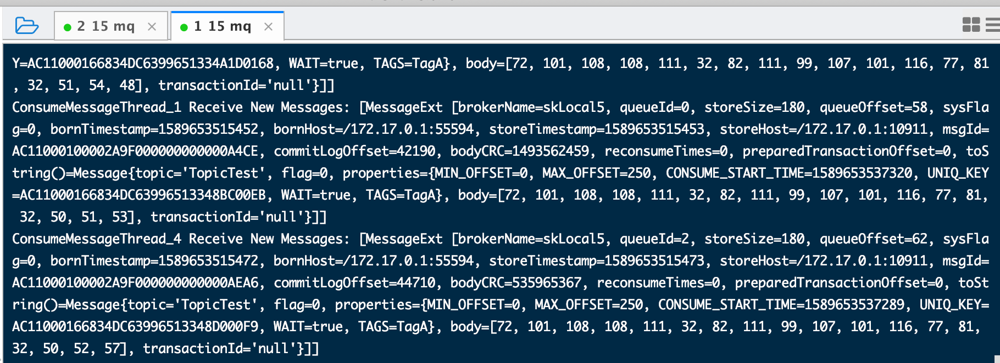 2 15 mq ×
1 15 mq ×
Y=AC11000166834DC6399651334A1D0168, WAIT=true, TAGS=TagA}, body=[72, 101, 108, 108, 111, 32, 82, 111, 99, 107, 101, 116, 77, 81
, 32, 51, 54, 48], transactionId='null'}]]
ConsumeMessageThread_1 Receive New Messages: [MessageExt [brokerName=skLocal5, queueId=0, storeSize=180, queueOffset=58, sysFla
g=0, bornTimestamp=1589653515452, bornHost=/172.17.0.1:55594, storeTimestamp=1589653515453, storeHost=/172.17.0.1:10911, msgId=
AC11000100002A9F000000000000A4CE, commitLogOffset=42190, bodyCRC=1493562459, reconsumeTimes=0, preparedTransactionOffset=0, toS
tring()=Message{topic='TopicTest', flag=0, properties={MIN_OFFSET=0, MAX_OFFSET=250, CONSUME_START_TIME=1589653537320, UNIQ_KEY
=AC11000166834DC63996513348BC00EB, WAIT=true, TAGS=TagA}, body=[72, 101, 108, 108, 111, 32, 82, 111, 99, 107, 101, 116, 77, 81,
32, 50, 51, 53], transactionId='null'}]]
ConsumeMessageThread_4 Receive New Messages: [MessageExt [brokerName=skLocal5, queueId=2, storeSize=180, queueOffset=62, sysFla
g=0, bornTimestamp=1589653515472, bornHost=/172.17.0.1:55594, storeTimestamp=1589653515473, storeHost=/172.17.0.1:10911, msgId=
AC11000100002A9F000000000000AEA6, commitLogOffset=44710, bodyCRC=535965367, reconsumeTimes=0, preparedTransactionOffset=0, toSt
ring()=Message{topic='TopicTest', flag=0, properties={MIN_OFFSET=0, MAX_OFFSET=250, CONSUME_START_TIME=1589653537289, UNIQ_KEY=
AC11000166834DC63996513348D000F9, WAIT=true, TAGS=TagA}, body=[72, 101, 108, 108, 111, 32, 82, 111, 99, 107, 101, 116, 77, 81,
32, 50, 52, 57], transactionId='null'}]]